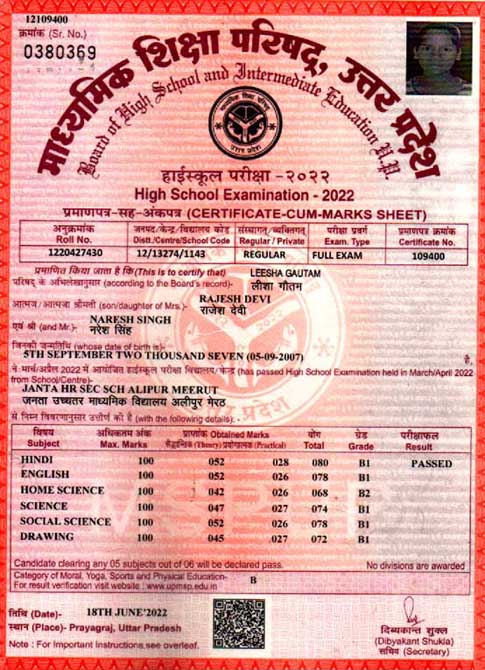 12109400
क्रमांक (Sr. No.)
0380369
माध्यमिक शिक्षा परिषद, उत्तर प्रदेश
Board of High School and Intermediate Education U.P.
हाईस्कूल परीक्षा -२०२२
High School Examination - 2022
प्रमाणपत्र-सह-अंकपत्र (CERTIFICATE-CUM-MARKS SHEET)
अनुक्रमांक जनपद/केन्द्र/विद्यालय कोड संस्थागत/व्यक्तिगत परीक्षा प्रवर्ग प्रमाणपत्र क्रमांक
Roll No. Distt./Centre/School Code Regular / Private Exam. Type Certificate No.
1220427430 12/13274/1143 REGULAR FULL EXAM 109400
प्रमाणित किया जाता है कि(This is to certify that) LEESHA GAUTAM
परिषद के अभिलेखानुसार (according to the Board's record)- लीशा गौतम
आत्मज/आत्मजा श्रीमती (son/daughter of Mrs.)- RAJESH DEVI
राजेश देवी
एवं श्री (and Mr.)- NARESH SINGH
नरेश सिंह
जिनकी जन्मतिथि (whose date of birth is)-
5TH SEPTEMBER TWO THOUSAND SEVEN (05-09-2007) है,
ने मार्च/अप्रैल 2022 में आयोजित हाईस्कूल परीक्षा विद्यालय/केन्द्र (has passed High School Examination held in March/April 2022
from School/Centre)-
JANTA HR SEC SCH ALIPUR MEERUT
जनता उच्चतर माध्यमिक विद्यालय अलीपुर मेरठ
से निम्न विवरणानुसार उत्तीर्ण की है (with the following details): -
विषय अधिकतम अंक प्राप्तांक Obtained Marks योग ग्रेड परीक्षाफल
Subject Max. Marks सैद्धान्तिक (Theory) प्रयोगात्मक (Practical) Total Grade Result
HINDI 100 052 028 080 B1 PASSED
ENGLISH 100 052 026 078 B1
HOME SCIENCE 100 042 026 068 B2
SCIENCE 100 047 027 074 B1
SOCIAL SCIENCE 100 052 026 078 B1
DRAWING 100 045 027 072 B1
Candidate clearing any 05 subjects out of 06 will be declared pass. No divisions are awarded
Category of Moral, Yoga, Sports and Physical Education- B
For result verification visit website : www.upmsp.edu.in
तिथि (Date)- 18TH JUNE'2022
स्थान (Place)- Prayagraj, Uttar Pradesh
Note : For Important Instructions,see overleaf.
दिब्यकान्त शुक्ल
(Dibyakant Shukla)
सचिव (Secretary)